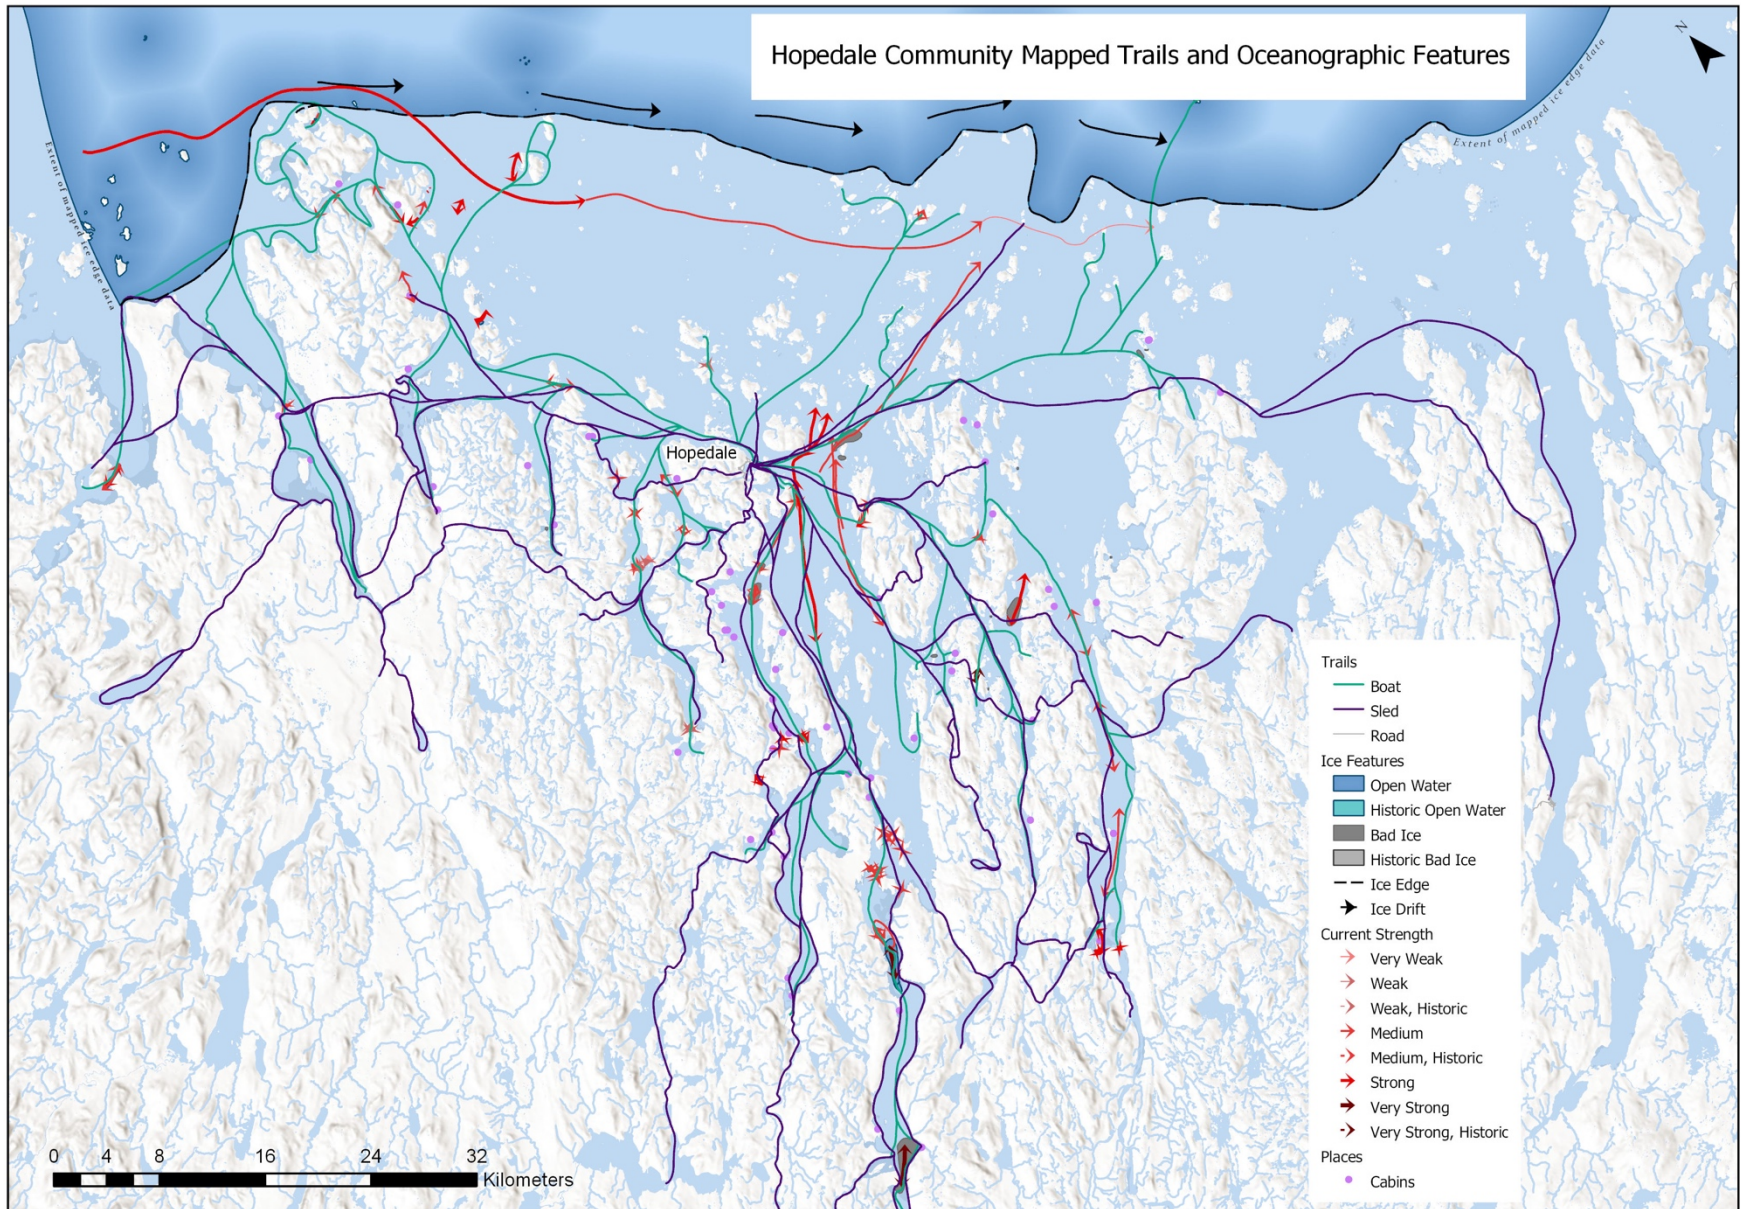 Hopedale Community Mapped Trails and Oceanographic Features
N
Extent of mapped ice edge data
Extent of mapped ice edge data
Hopedale
Trails
Boat
Sled
Road
Ice Features
Open Water
Historic Open Water
Bad Ice
Historic Bad Ice
Ice Edge
Ice Drift
Current Strength
Very Weak
Weak
Weak, Historic
Medium
Medium, Historic
Strong
Very Strong
Very Strong, Historic
Places
Cabins
0 4 8 16 24 32
Kilometers